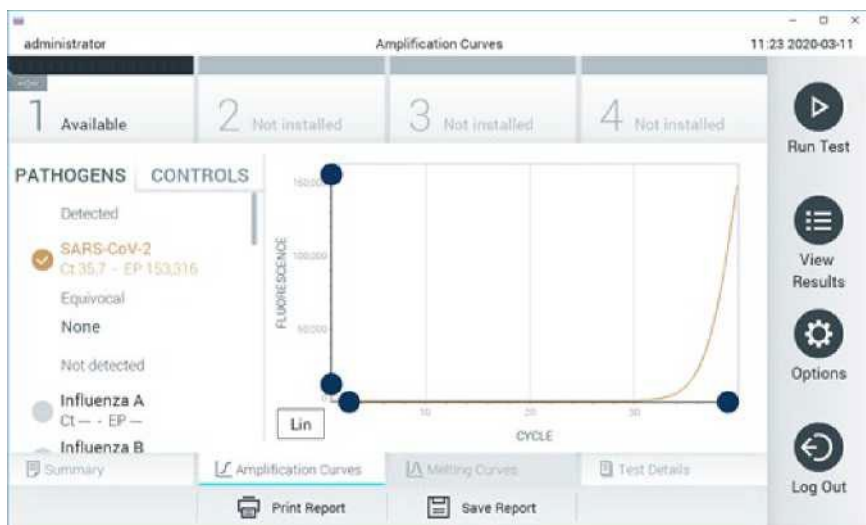 administrator
Amplification Curves
11:23 2020-03-11
1 Available
2 Not installed
3 Not installed
4 Not installed
Run Test
View
Results
Options
Log Out
PATHOGENS CONTROLS
Detected
SARS-CoV-2
Ct 35,7 - EP 153,316
Equivocal
None
Not detected
Influenza A
Ct — - EP —
Influenza B
FLUORESCENCE
150,000
100,000
50,000
0
10 20 30
CYCLE
Lin
Summary
Amplification Curves
Melting Curves
Test Details
Print Report
Save Report